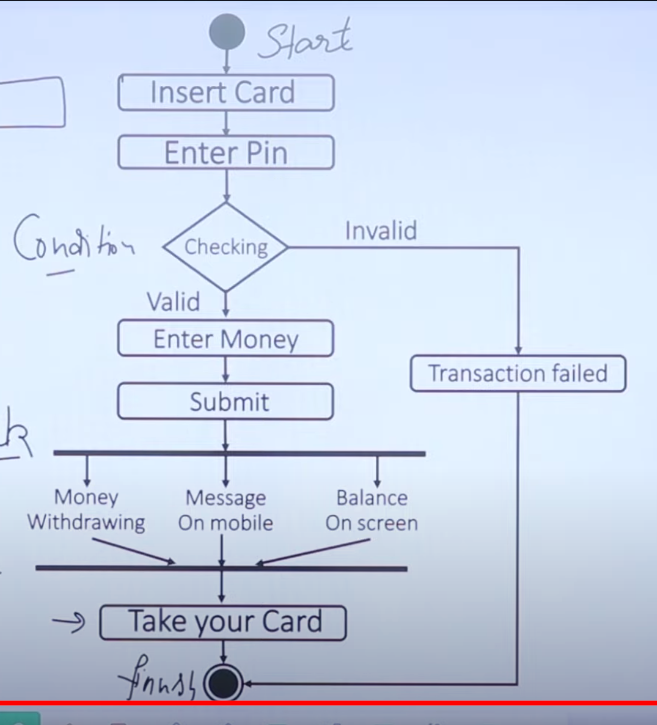 Start
Insert Card
Enter Pin
Condition
Checking
Invalid
Valid
Enter Money
Transaction failed
Submit
Money
Withdrawing
Message
On mobile
Balance
On screen
Take your Card